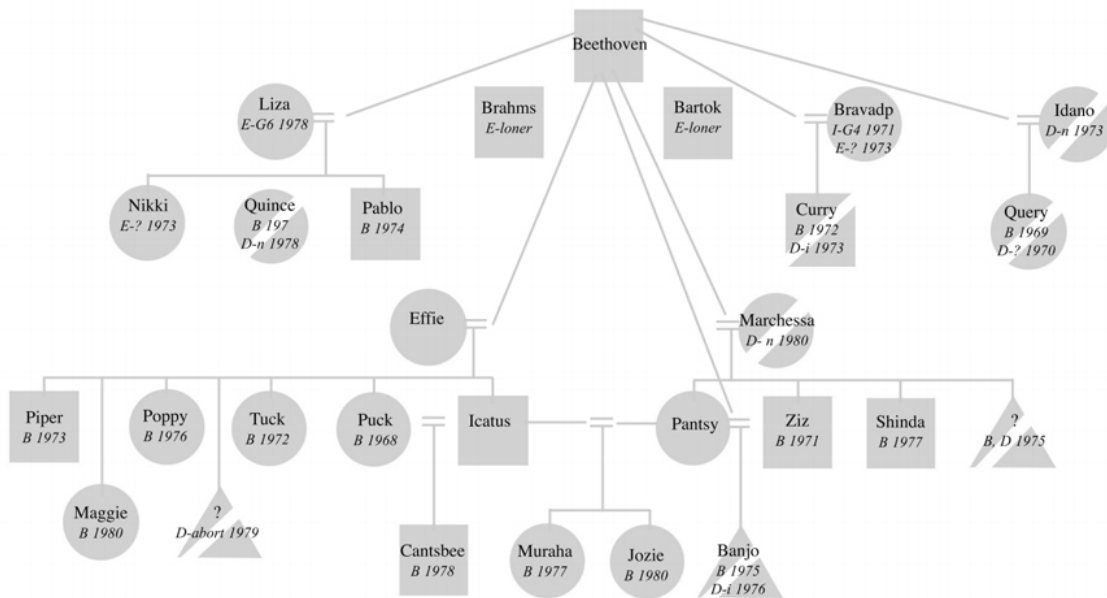 Beethoven
Liza
E-G6 1978
Brahms
E-loner
Bartok
E-loner
Bravadp
I-G4 1971
E-? 1973
Idano
D-n 1973
Nikki
E-? 1973
Quince
B 197
D-n 1978
Pablo
B 1974
Curry
B 1972
D-i 1973
Query
B 1969
D-? 1970
Effie
Marchessa
D- n 1980
Piper
B 1973
Poppy
B 1976
Tuck
B 1972
Puck
B 1968
Icatus
Pantsy
Ziz
B 1971
Shinda
B 1977
?
B, D 1975
Maggie
B 1980
?
D-abort 1979
Cantsbee
B 1978
Muraha
B 1977
Jozie
B 1980
Banjo
B 1975
D-i 1976